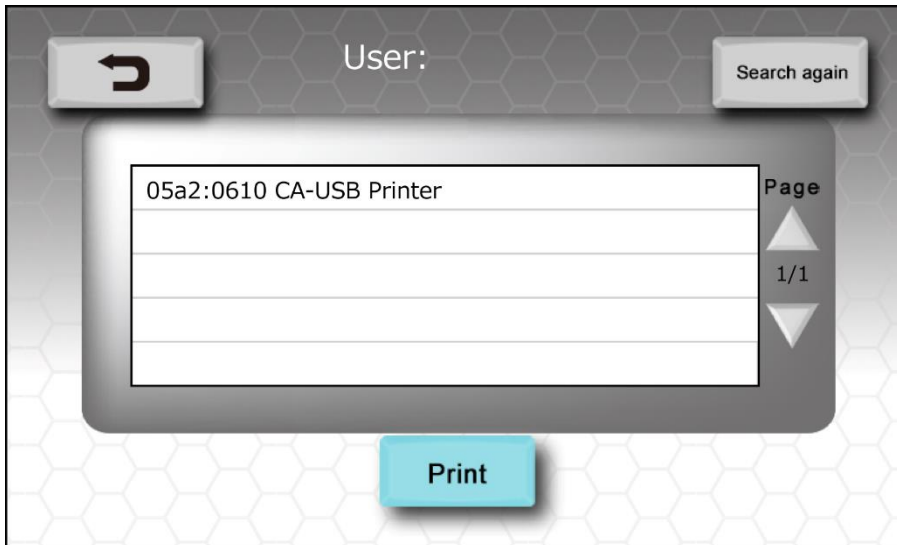 User:
Search again
05a2:0610 CA-USB Printer
Page
1/1
Print